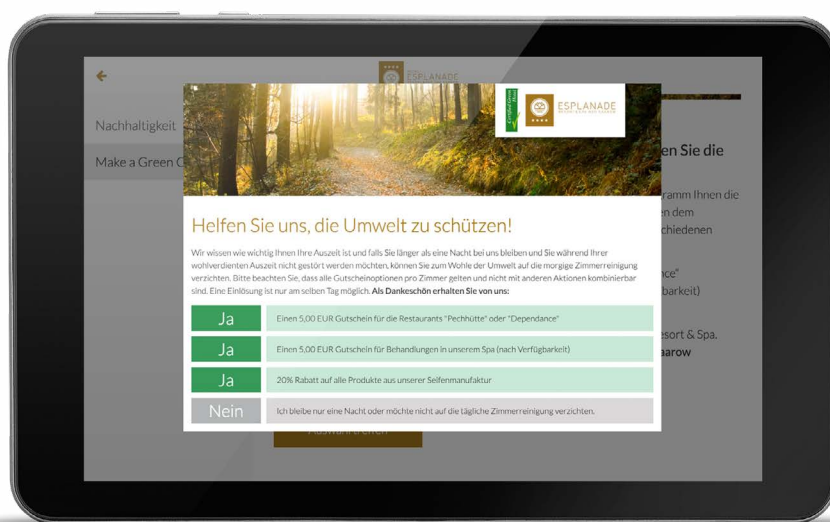 ESPLANADE
Nachhaltigkeit
Make a Green
en Sie die
ramm Ihnen die
en dem
chiedenen
nce"
barkeit)
esort & Spa,
aarow
Certified Green
Hotel
ESPLANADE
Helfen Sie uns, die Umwelt zu schützen!
Wir wissen wie wichtig Ihnen Ihre Auszeit ist und falls Sie länger als eine Nacht bei uns bleiben und Sie während Ihrer
wohlverdienten Auszeit nicht gestört werden möchten, können Sie zum Wohle der Umwelt auf die morgige Zimmerreinigung
verzichten. Bitte beachten Sie, dass alle Gutscheinoptionen pro Zimmer gelten und nicht mit anderen Aktionen kombinierbar
sind. Eine Einlösung ist nur am selben Tag möglich. Als Dankeschön erhalten Sie von uns:
Ja
Einen 5,00 EUR Gutschein für die Restaurants "Pechhütte" oder "Dependance"
Ja
Einen 5,00 EUR Gutschein für Behandlungen in unserem Spa (nach Verfügbarkeit)
Ja
20% Rabatt auf alle Produkte aus unserer Seifenmanufaktur
Nein
Ich bleibe nur eine Nacht oder möchte nicht auf die tägliche Zimmerreinigung verzichten.